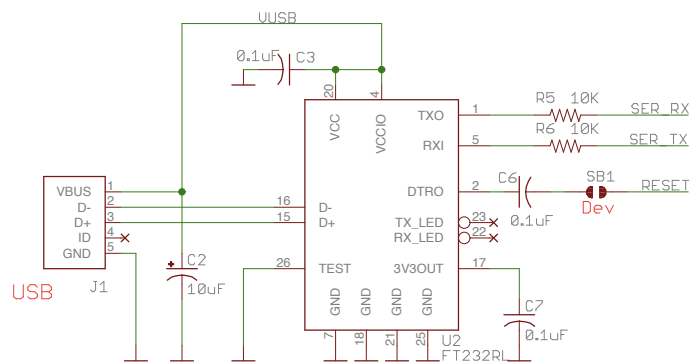 VUSB
0.1uF C3
20
4
VCC
VCCIO
TXO 1 R5 10K SER_RX
RXI 5 R6 10K SER_TX
DTRO 2 C6 0.1uF SB1 Dev RESET
TX_LED 23
RX_LED 22
3V3OUT 17
VBUS 1
D- 2
D+ 3
ID 4
GND 5
USB J1
C2
10uF
16 D-
15 D+
26 TEST
GND GND GND GND
7 18 21 25
U2
FT232RL
C7
0.1uF